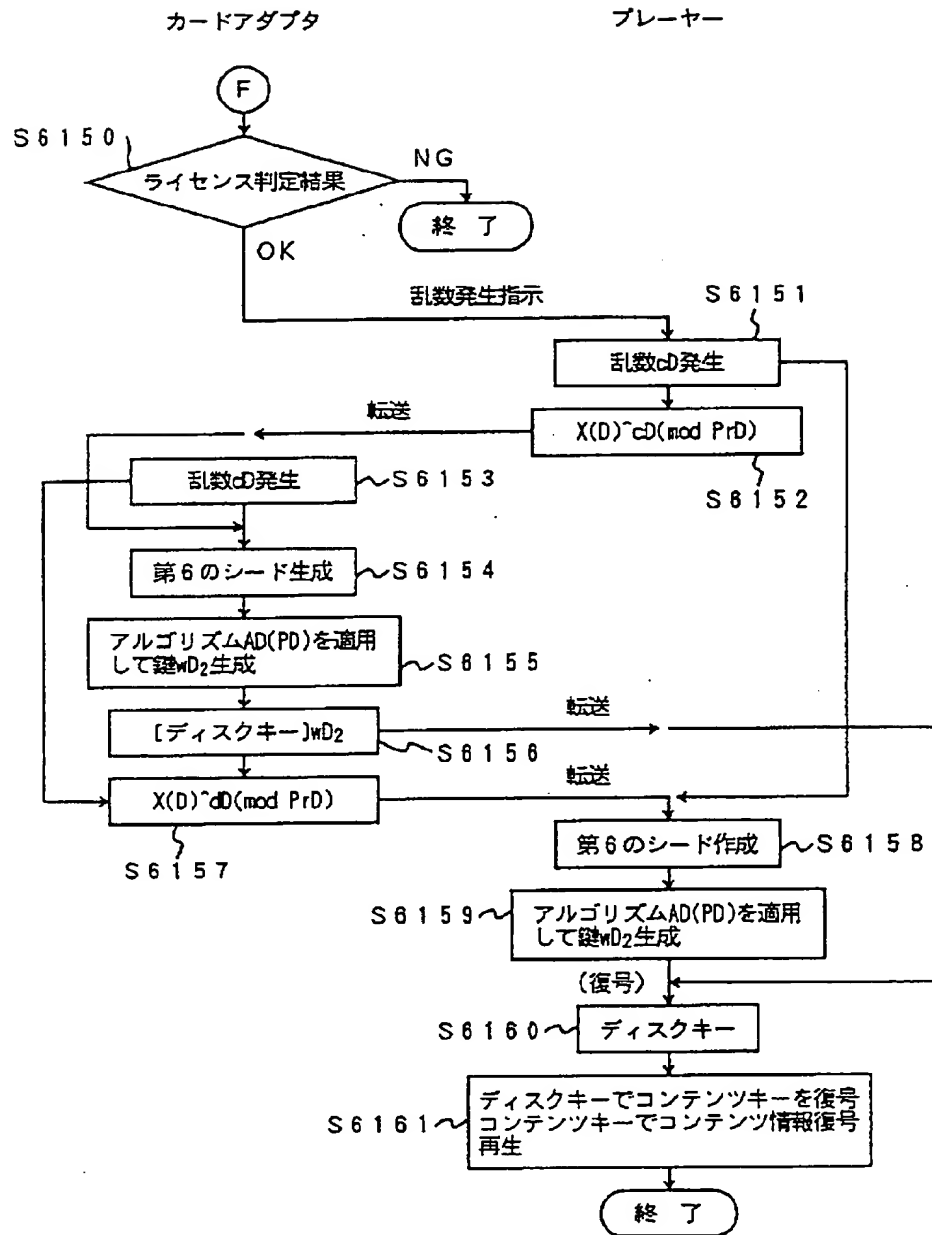 カードアダプタ
プレーヤー
F
S6150
ライセンス判定結果
NG
終 了
OK
乱数発生指示
S6151
乱数cD発生
転送
X(D)^cD(mod PrD)
S6152
乱数dD発生
S6153
第6のシード生成
S6154
アルゴリズムAD(PD)を適用
して鍵wD₂生成
S6155
転送
[ディスクキー]wD₂
S6156
転送
X(D)^dD(mod PrD)
S6157
第6のシード作成
S6158
S6159
アルゴリズムAD(PD)を適用
して鍵wD₂生成
(復号)
S6160
ディスクキー
S6161
ディスクキーでコンテンツキーを復号
コンテンツキーでコンテンツ情報復号
再生
終 了